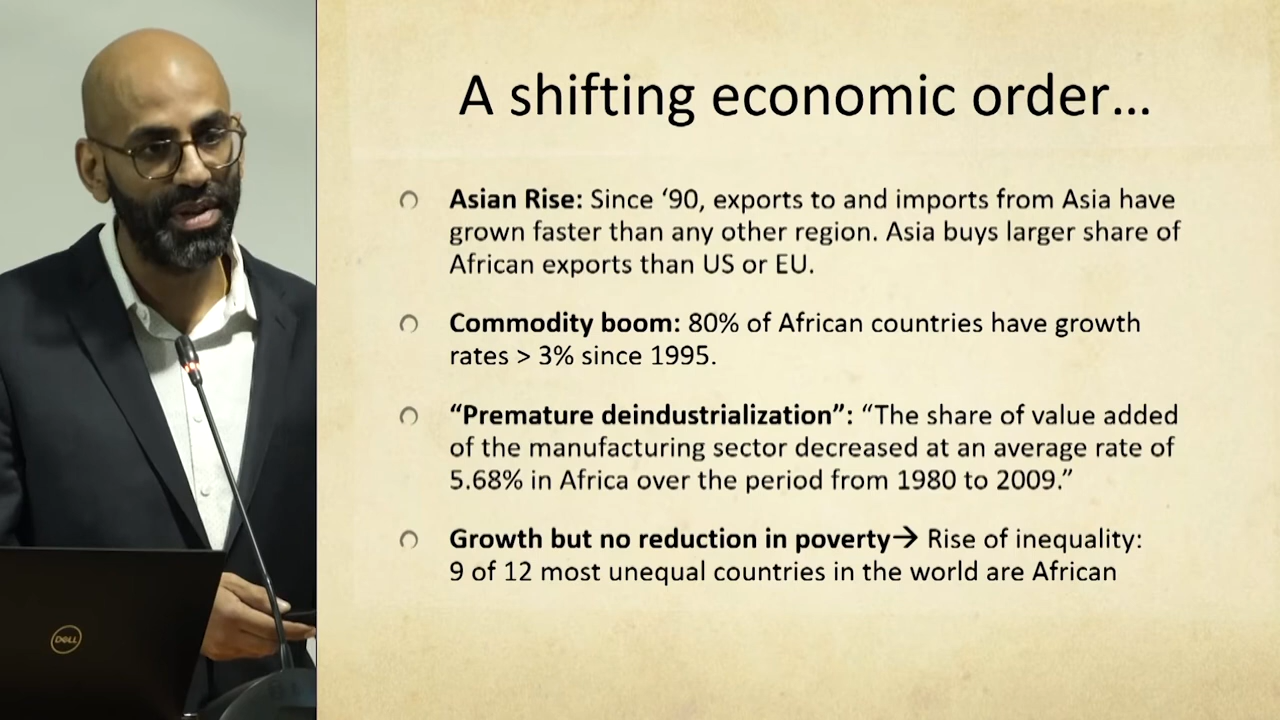 A shifting economic order...
Asian Rise: Since ‘90, exports to and imports from Asia have
grown faster than any other region. Asia buys larger share of
African exports than US or EU.
Commodity boom: 80% of African countries have growth
rates > 3% since 1995.
“Premature deindustrialization”: “The share of value added
of the manufacturing sector decreased at an average rate of
5.68% in Africa over the period from 1980 to 2009.”
Growth but no reduction in poverty→ Rise of inequality:
9 of 12 most unequal countries in the world are African
DELL